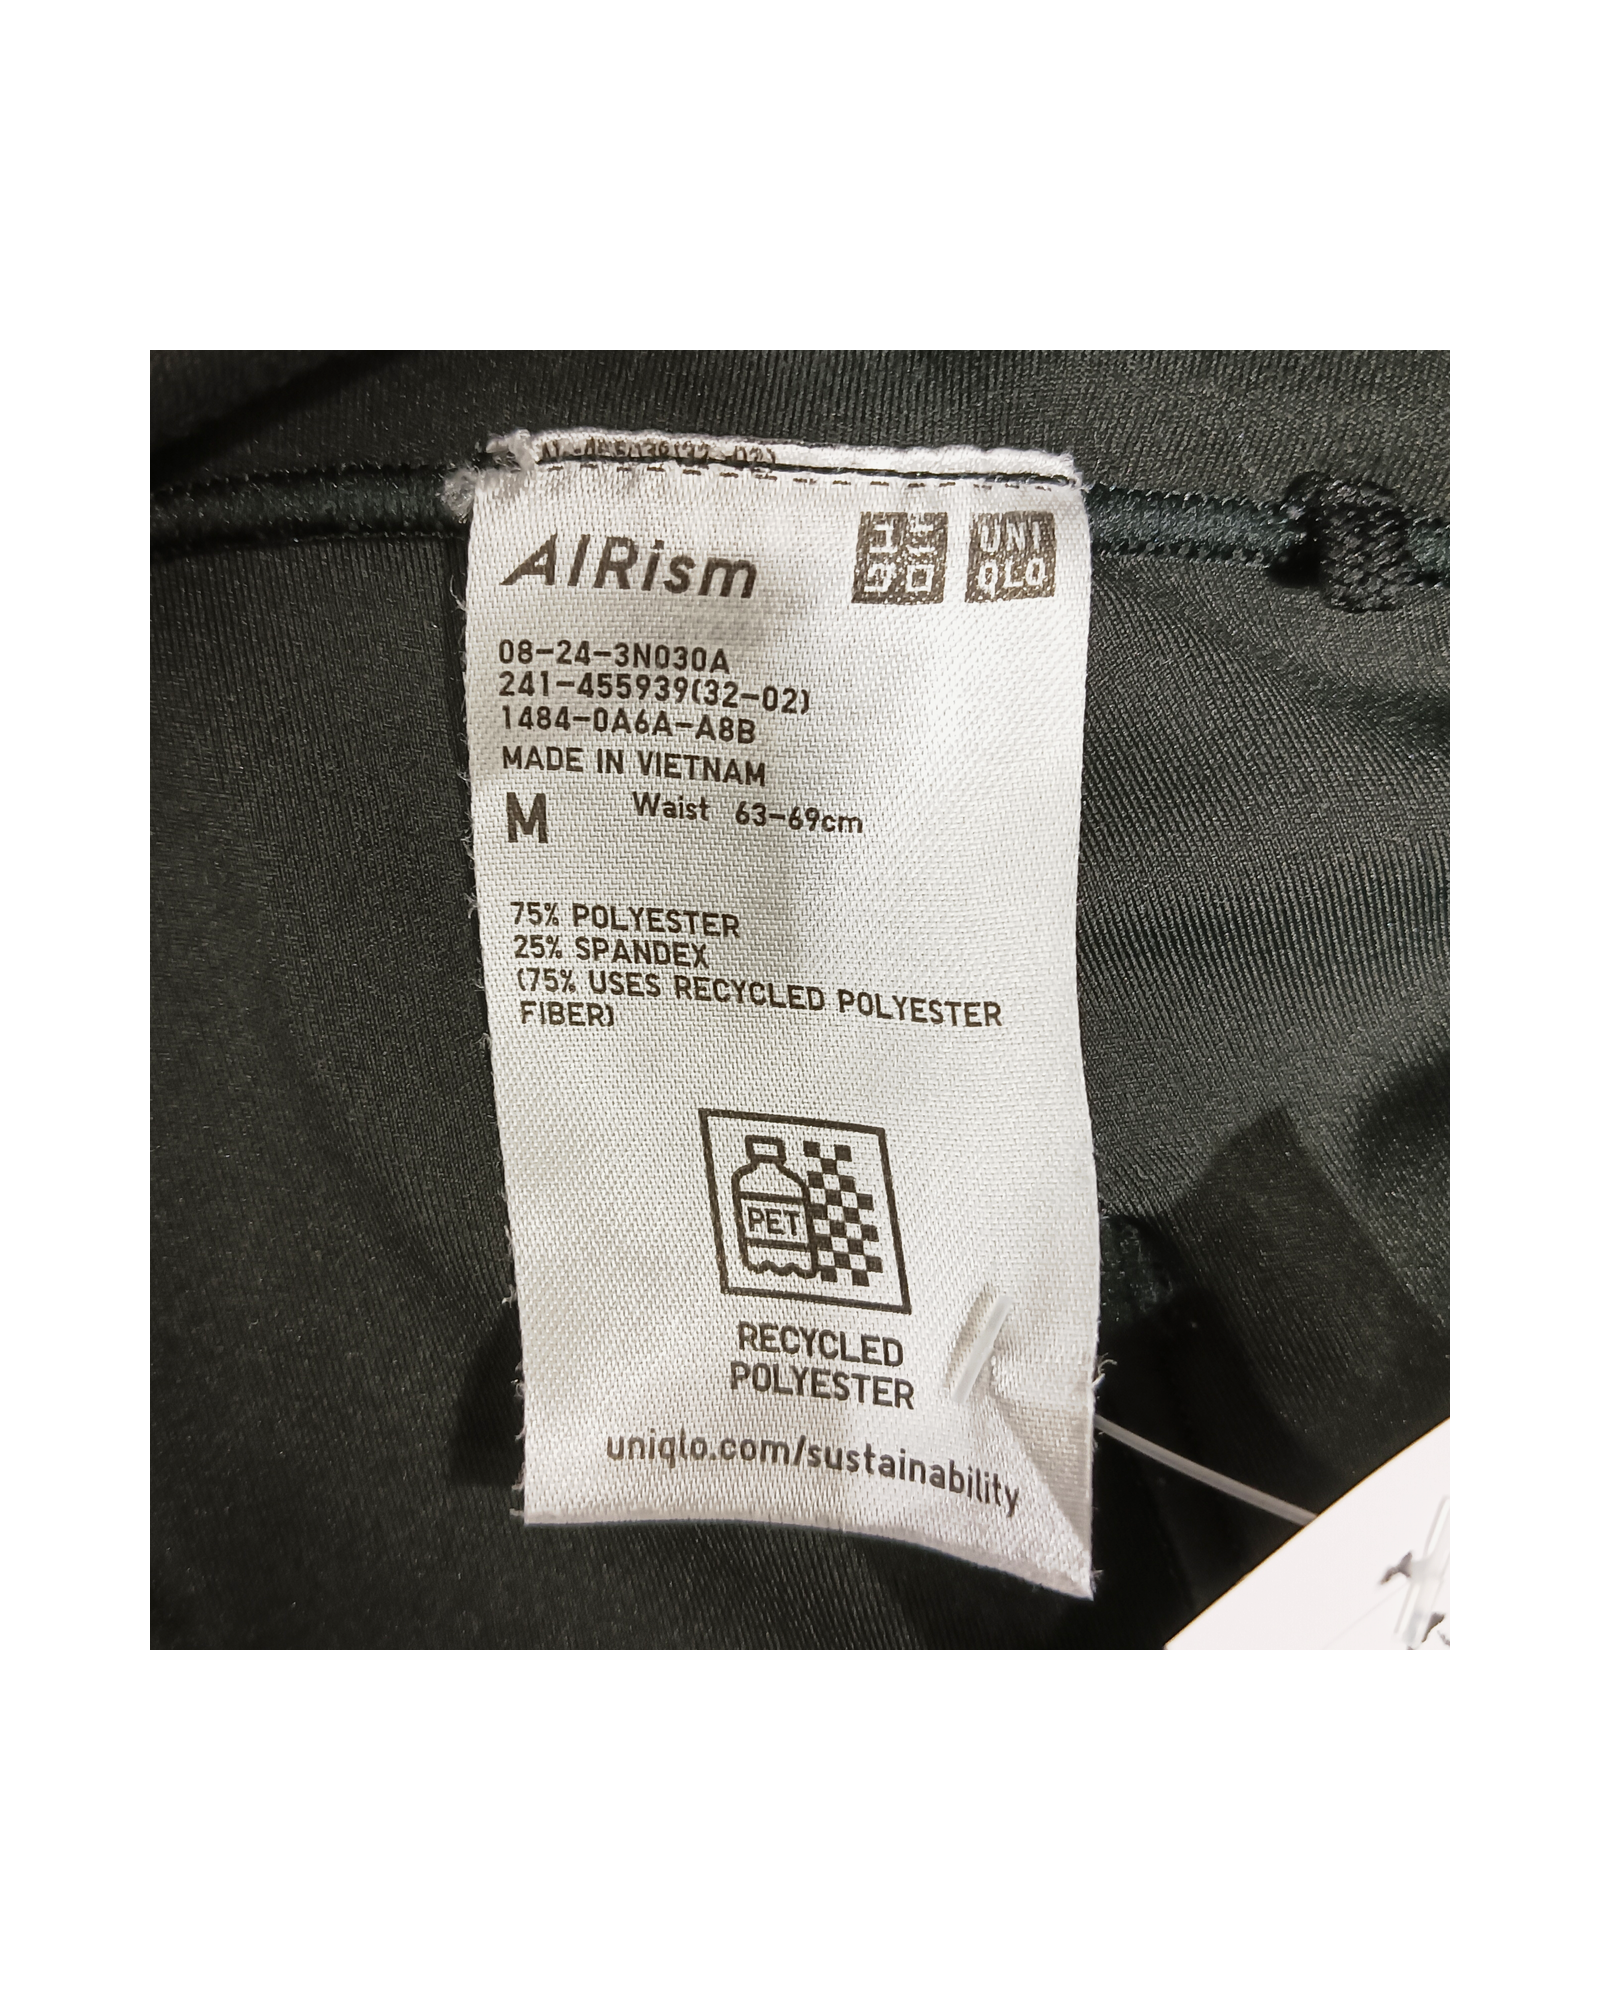 AIRism
ユニ
クロ
UNI
QLO
08-24-3N030A
241-455939(32-02)
1484-0A6A-A8B
MADE IN VIETNAM
M Waist 63-69cm
75% POLYESTER
25% SPANDEX
(75% USES RECYCLED POLYESTER
FIBER)
PET
RECYCLED
POLYESTER
uniqlo.com/sustainability